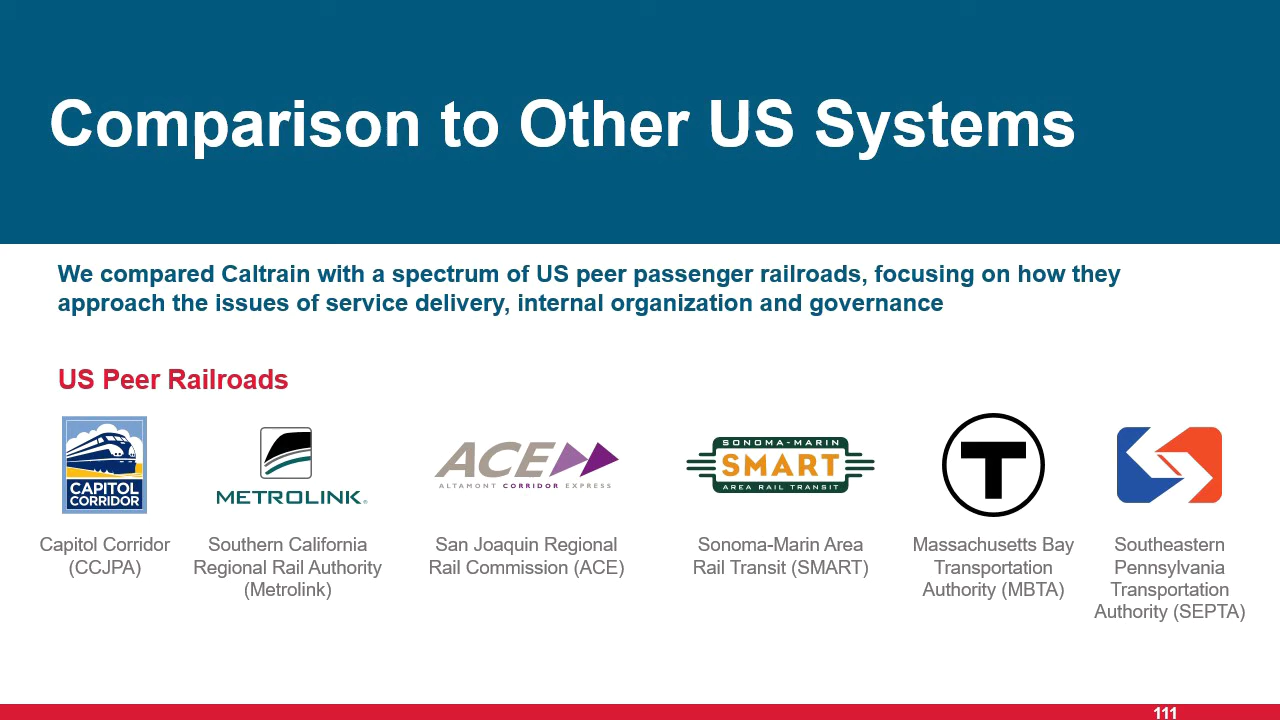 Comparison to Other US Systems
We compared Caltrain with a spectrum of US peer passenger railroads, focusing on how they
approach the issues of service delivery, internal organization and governance
US Peer Railroads
CAPITOL
CORRIDOR
METROLINK®
ACE
ALTAMONT CORRIDOR EXPRESS
SONOMA-MARIN
SMART
AREA RAIL TRANSIT
T
Capitol Corridor
(CCJPA)
Southern California
Regional Rail Authority
(Metrolink)
San Joaquin Regional
Rail Commission (ACE)
Sonoma-Marin Area
Rail Transit (SMART)
Massachusetts Bay
Transportation
Authority (MBTA)
Southeastern
Pennsylvania
Transportation
Authority (SEPTA)
111